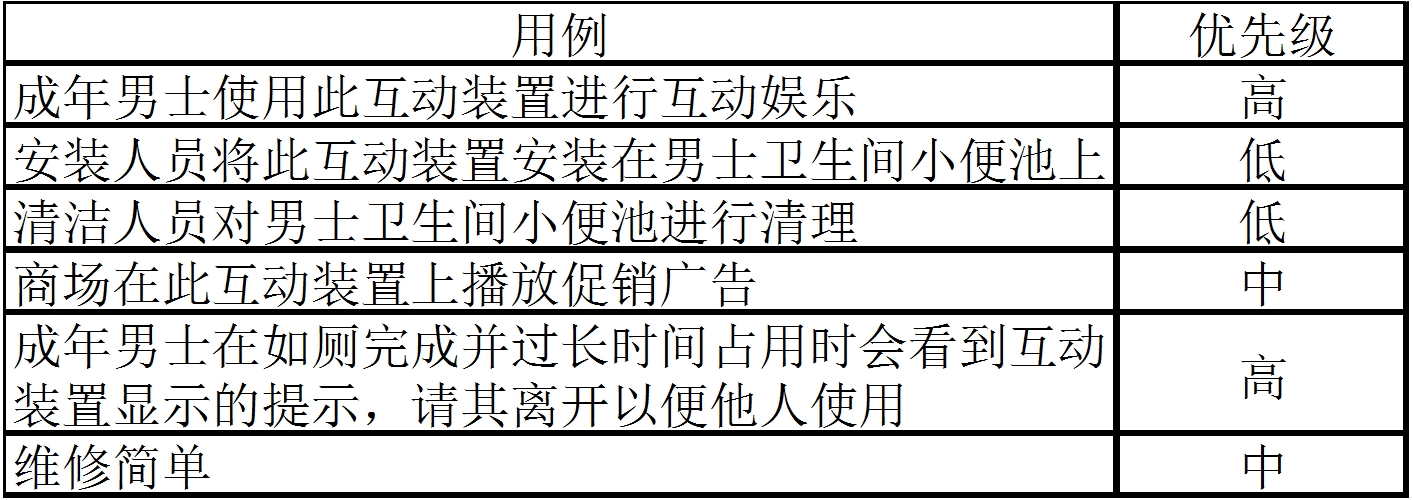 用例 优先级
成年男士使用此互动装置进行互动娱乐 高
安装人员将此互动装置安装在男士卫生间小便池上 低
清洁人员对男士卫生间小便池进行清理 低
商场在此互动装置上播放促销广告 中
成年男士在如厕完成并过长时间占用时会看到互动
装置显示的提示，请其离开以便他人使用 高
维修简单 中